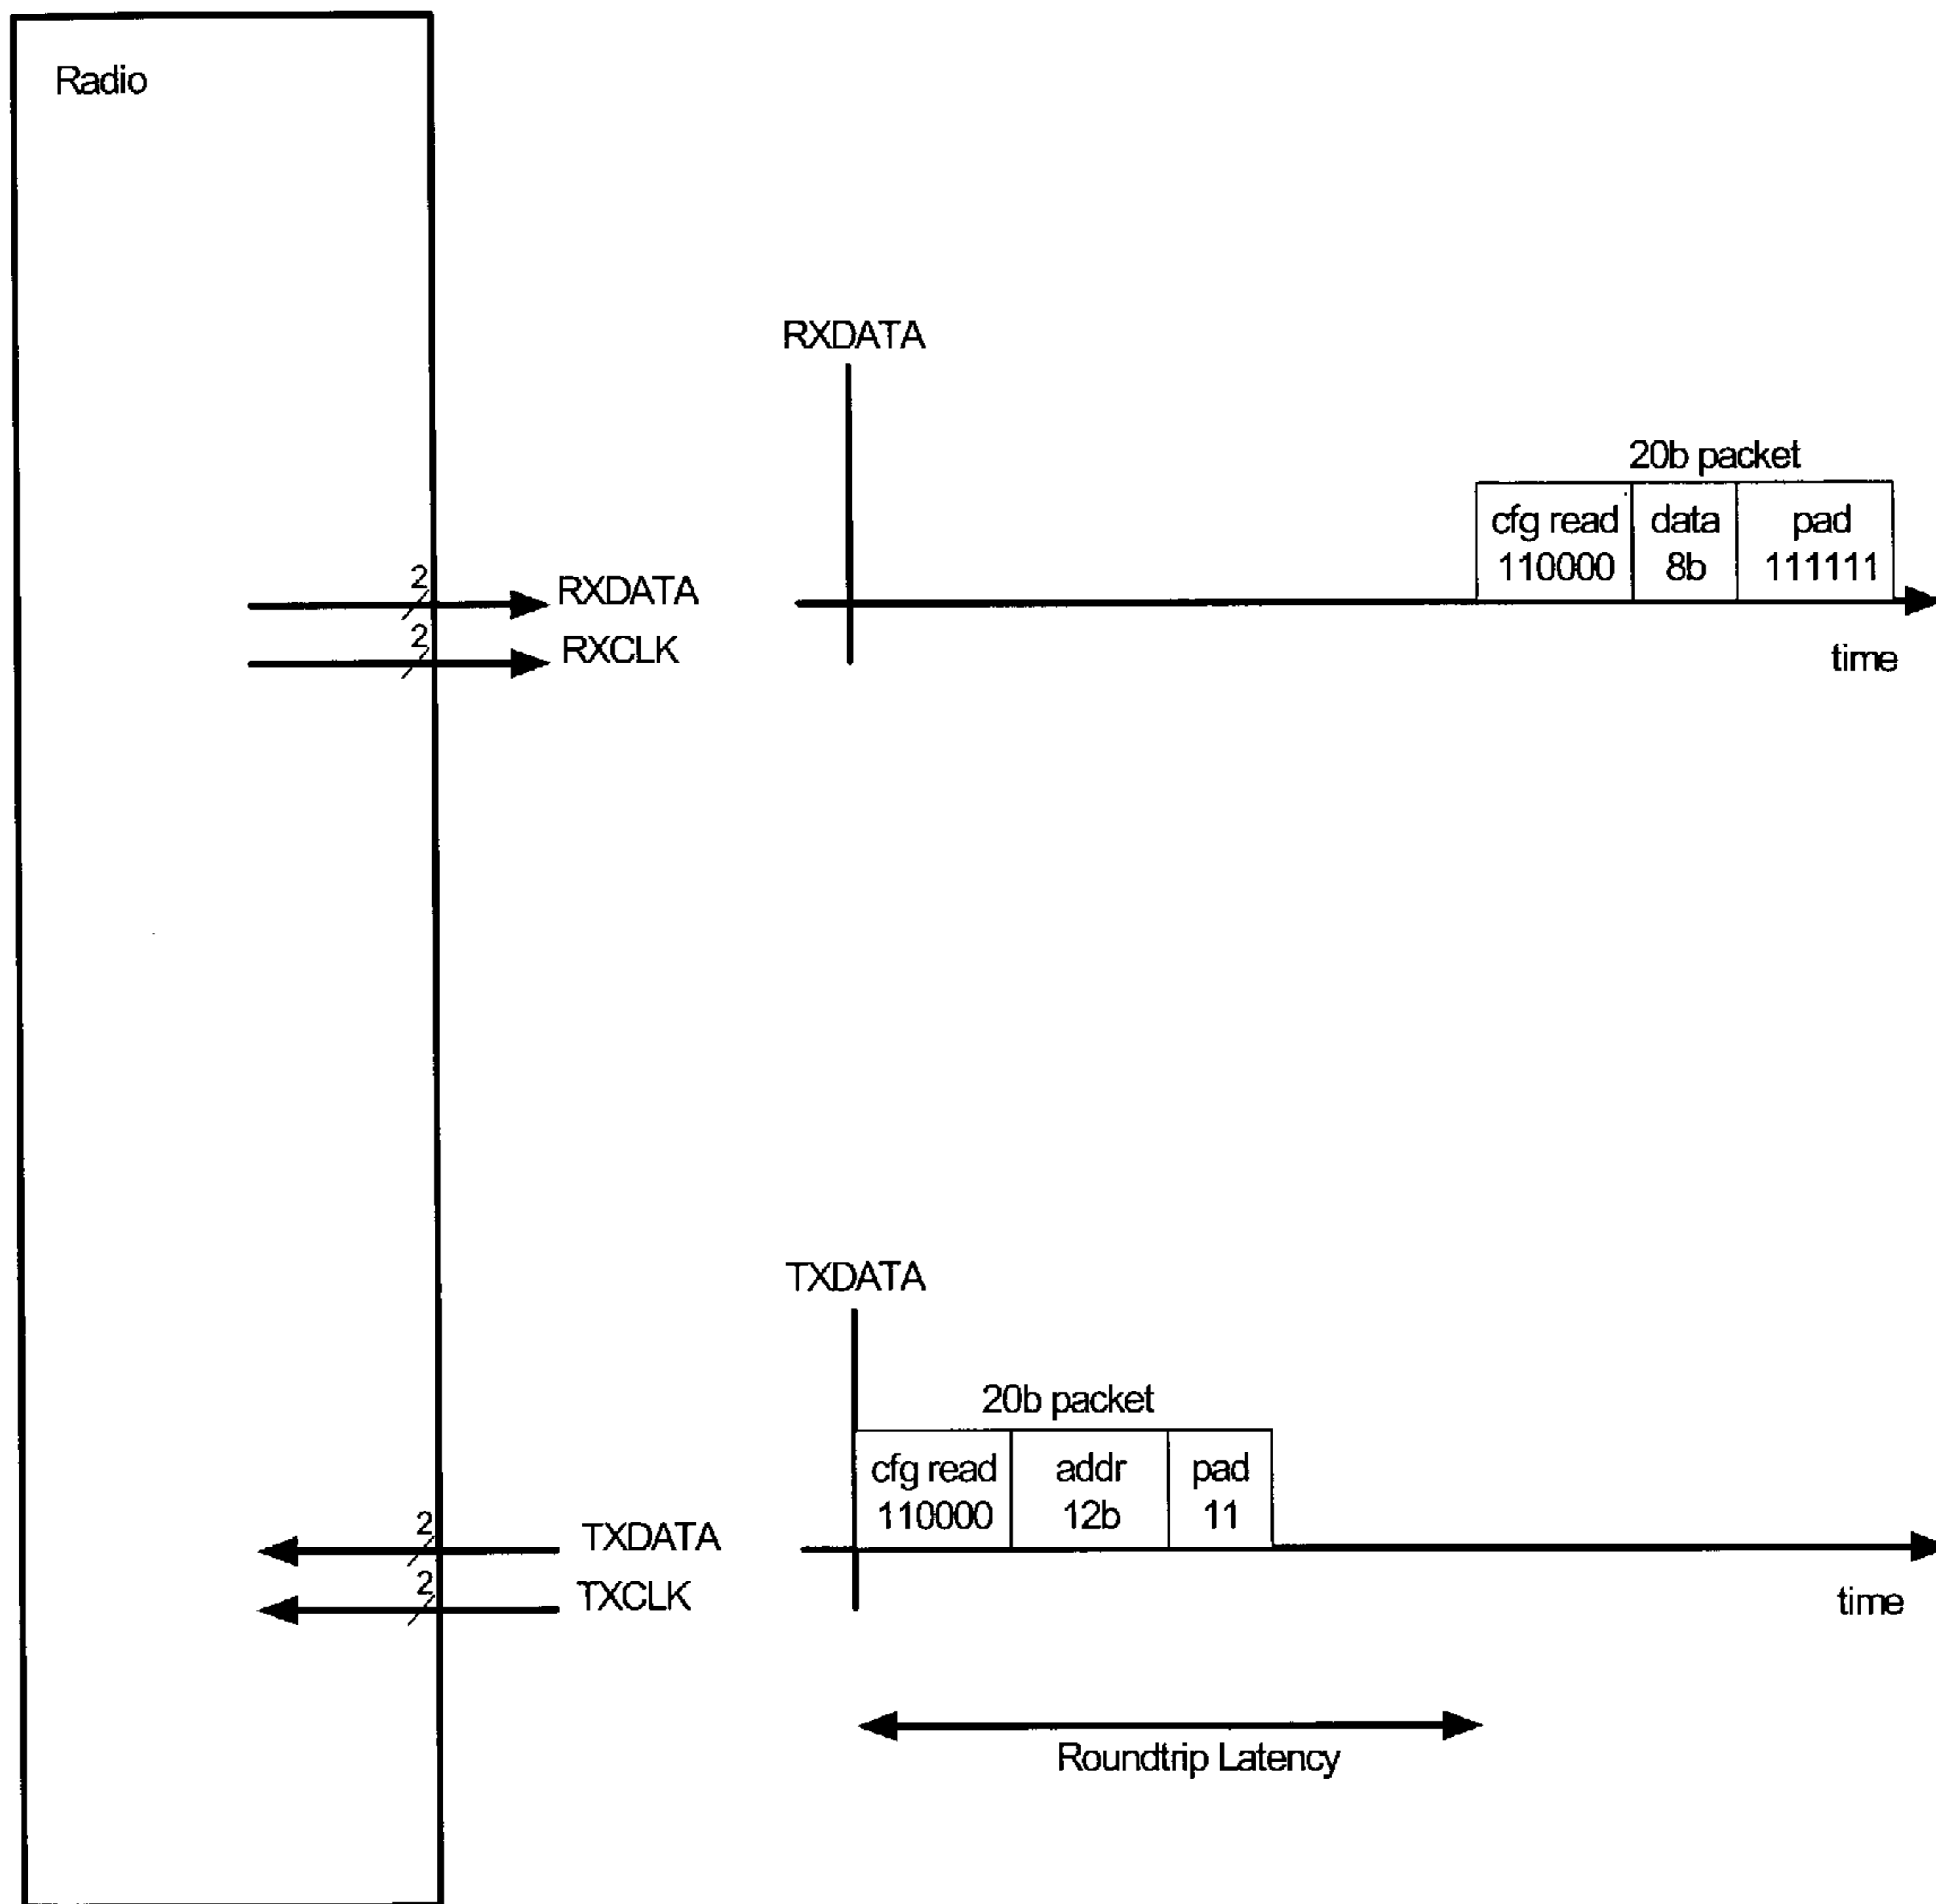 Radio
RXDATA
20b packet
cfg read data pad
110000 8b 111111
2 RXDATA
2 RXCLK
time
TXDATA
20b packet
cfg read addr pad
110000 12b 11
2 TXDATA
2 TXCLK
time
Roundtrip Latency